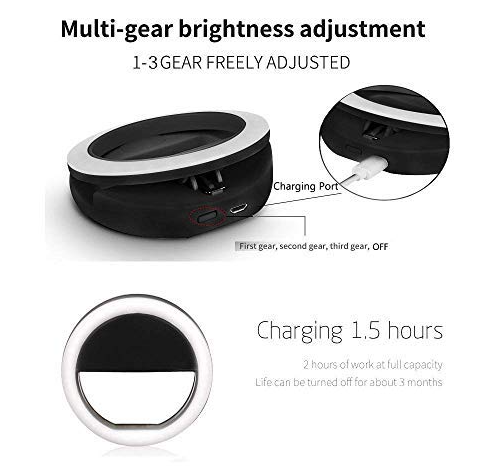 Multi-gear brightness adjustment
1-3 GEAR FREELY ADJUSTED
Charging Port
First gear, second gear, third gear, OFF
Charging 1.5 hours
2 hours of work at full capacity
Life can be turned off for about 3 months